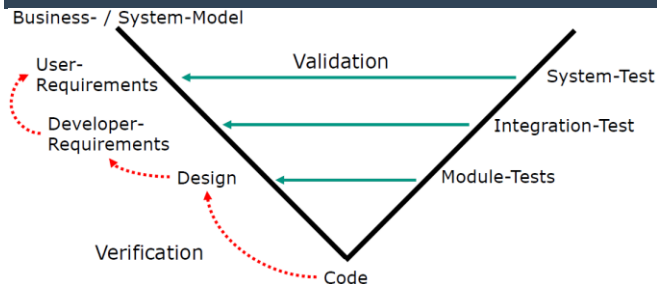 Business- / System-Model
User-
Requirements
Validation
System-Test
Developer-
Requirements
Integration-Test
Design
Module-Tests
Verification
Code